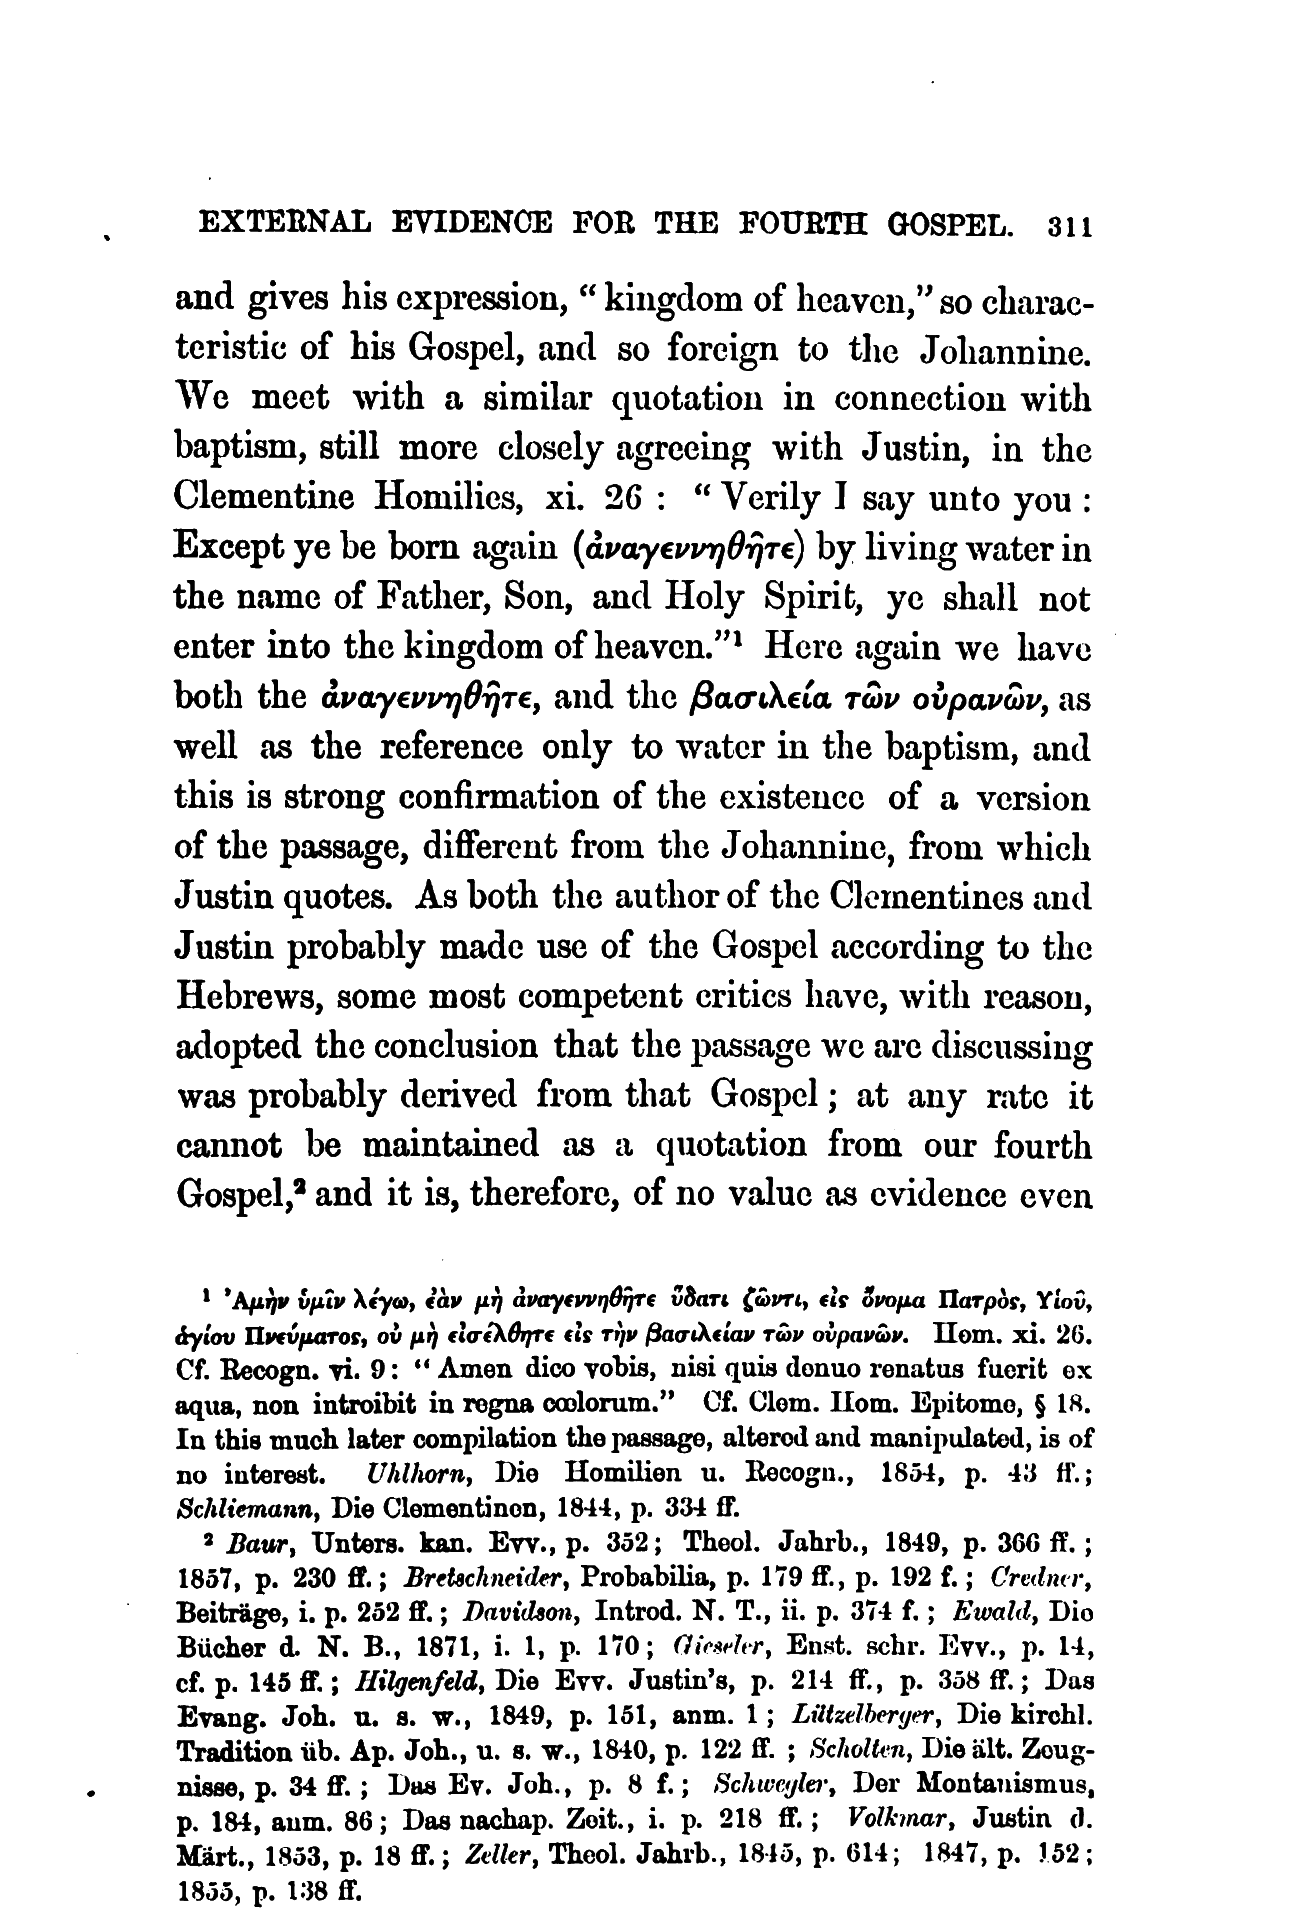 EXTERNAL EVIDENCE FOR THE FOURTH GOSPEL. 311
and gives his expression, “kingdom of heaven,” so charac-
teristic of his Gospel, and so foreign to the Johannine.
We meet with a similar quotation in connection with
baptism, still more closely agreeing with Justin, in the
Clementine Homilies, xi. 26 : “Verily I say unto you :
Except ye be born again (ἀναγεννηθῆτε) by living water in
the name of Father, Son, and Holy Spirit, ye shall not
enter into the kingdom of heaven.”¹ Here again we have
both the ἀναγεννηθῆτε, and the βασιλεία τῶν οὐρανῶν, as
well as the reference only to water in the baptism, and
this is strong confirmation of the existence of a version
of the passage, different from the Johannine, from which
Justin quotes. As both the author of the Clementines and
Justin probably made use of the Gospel according to the
Hebrews, some most competent critics have, with reason,
adopted the conclusion that the passage we are discussing
was probably derived from that Gospel ; at any rate it
cannot be maintained as a quotation from our fourth
Gospel,² and it is, therefore, of no value as evidence even
¹ Ἀμὴν ὑμῖν λέγω, ἐὰν μὴ ἀναγεννηθῆτε ὕδατι ζῶντι, εἰς ὄνομα Πατρὸς, Υἱοῦ,
ἁγίου Πνεύματος, οὐ μὴ εἰσέλθητε εἰς τὴν βασιλείαν τῶν οὐρανῶν. Hom. xi. 26.
Cf. Recogn. vi. 9 : “Amen dico vobis, nisi quis denuo renatus fuerit ex
aqua, non introibit in regna cœlorum.” Cf. Clem. Hom. Epitome, § 18.
In this much later compilation the passage, altered and manipulated, is of
no interest. Uhlhorn, Die Homilien u. Recogn., 1854, p. 43 ff.;
Schliemann, Die Clementinen, 1844, p. 334 ff.
² Baur, Unters. kan. Evv., p. 352; Theol. Jahrb., 1849, p. 366 ff. ;
1857, p. 230 ff. ; Bretschneider, Probabilia, p. 179 ff., p. 192 f. ; Credner,
Beiträge, i. p. 252 ff. ; Davidson, Introd. N. T., ii. p. 374 f. ; Ewald, Die
Bücher d. N. B., 1871, i. 1, p. 170; Gieseler, Enst. schr. Evv., p. 14,
cf. p. 145 ff. ; Hilgenfeld, Die Evv. Justin's, p. 214 ff., p. 358 ff. ; Das
Evang. Joh. u. s. w., 1849, p. 151, anm. 1 ; Lützelberger, Die kirchl.
Tradition üb. Ap. Joh., u. s. w., 1840, p. 122 ff. ; Scholten, Die ält. Zeug-
nisse, p. 34 ff. ; Das Ev. Joh., p. 8 f. ; Schwegler, Der Montanismus,
p. 184, anm. 86 ; Das nachap. Zeit., i. p. 218 ff. ; Volkmar, Justin d.
Märt., 1853, p. 18 ff. ; Zeller, Theol. Jahrb., 1845, p. 614; 1847, p. 152 ;
1855, p. 138 ff.